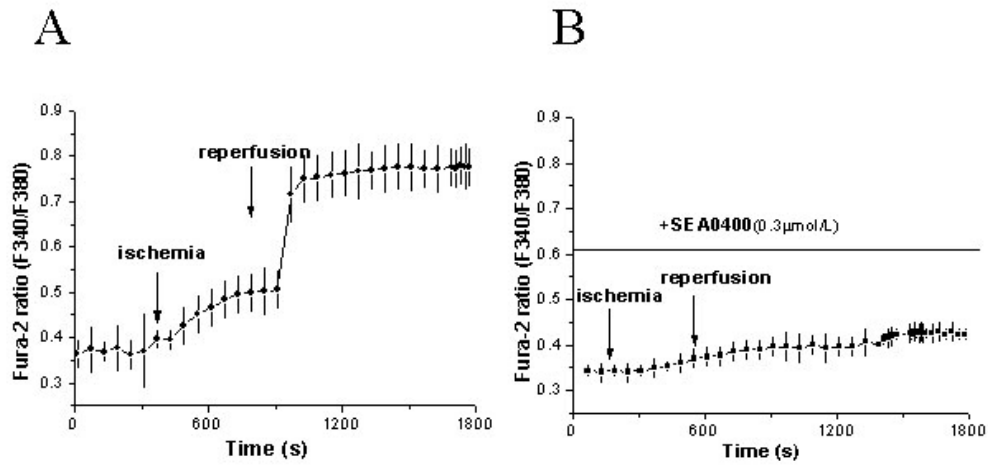 A
Fura-2 ratio (F340/F380)
0.9
0.8
0.7
0.6
0.5
0.4
0.3
reperfusion
ischemia
0
600
1200
1800
Time (s)
B
Fura-2 ratio (F340/F380)
0.9
0.8
0.7
0.6
0.5
0.4
0.3
+SEA0400(0.3µmol/L)
reperfusion
ischemia
0
600
1200
1800
Time (s)